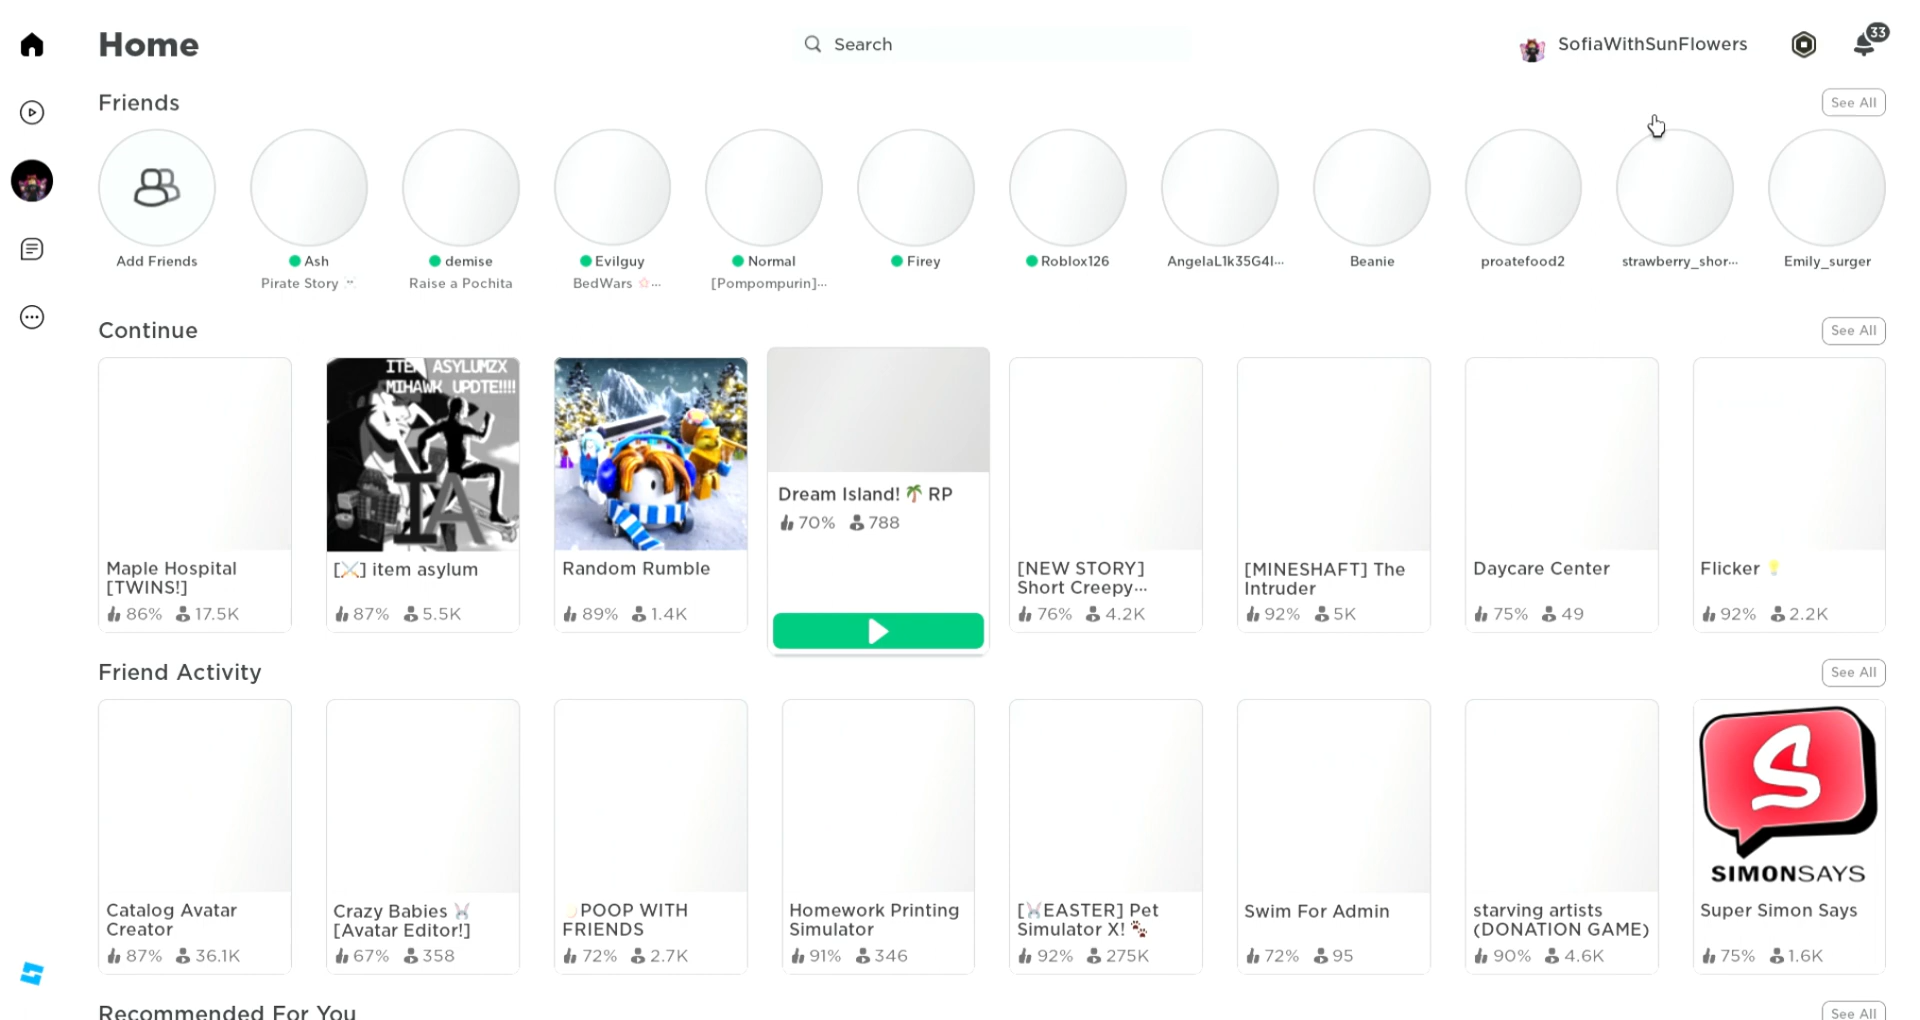 Home
Search
SofiaWithSunFlowers
33
Friends
See All
Add Friends
Ash
Pirate Story
demise
Raise a Pochita
Evilguy
BedWars ☆...
Normal
[Pompompurin]...
Firey
Roblox126
AngelaL1k35G4l...
Beanie
proatefood2
strawberry_shor...
Emily_surger
Continue
See All
Maple Hospital
[TWINS!]
86% 17.5K
ITEM ASYLUMZX
MIHAWK UPDTE!!!!
IA
[⚔️] item asylum
87% 5.5K
Random Rumble
89% 1.4K
Dream Island! 🌴 RP
70% 788
[NEW STORY]
Short Creepy...
76% 4.2K
[MINESHAFT] The
Intruder
92% 5K
Daycare Center
75% 49
Flicker 💡
92% 2.2K
Friend Activity
See All
Catalog Avatar
Creator
87% 36.1K
Crazy Babies 🐰
[Avatar Editor!]
67% 358
POOP WITH
FRIENDS
72% 2.7K
Homework Printing
Simulator
91% 346
[🐰EASTER] Pet
Simulator X! 🐾
92% 275K
Swim For Admin
72% 95
starving artists
(DONATION GAME)
90% 4.6K
S
SIMONSAYS
Super Simon Says
75% 1.6K
Recommended For You
See All